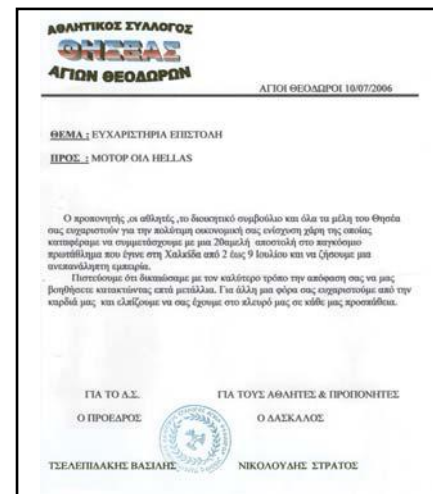 ΑΘΛΗΤΙΚΟΣ ΣΥΛΛΟΓΟΣ
ΘΗΣΕΑΣ
ΑΓΙΩΝ ΘΕΟΔΩΡΩΝ
ΑΓΙΟΙ ΘΕΟΔΩΡΟΙ 10/07/2006
ΘΕΜΑ : ΕΥΧΑΡΙΣΤΗΡΙΑ ΕΠΙΣΤΟΛΗ
ΠΡΟΣ : ΜΟΤΟΡ ΟΙΛ HELLAS
Ο προπονητής ,οι αθλητές ,το διοικητικό συμβούλιο και όλα τα μέλη του Θησέα
σας ευχαριστούν για την πολύτιμη οικονομική σας ενίσχυση χάρη της οποίας
καταφέραμε να συμμετάσχουμε με μια 20αμελή αποστολή στο παγκόσμιο
πρωτάθλημα που έγινε στη Χαλκίδα από 2 έως 9 Ιουλίου και να ζήσουμε μια
ανεπανάληπτη εμπειρία.
Πιστεύουμε ότι δικαιώσαμε με τον καλύτερο τρόπο την απόφαση σας να μας
βοηθήσετε κατακτώντας επτά μετάλλια. Για άλλη μια φόρα σας ευχαριστούμε από την
καρδιά μας και ελπίζουμε να σας έχουμε στο πλευρό μας σε κάθε μας προσπάθεια.
ΓΙΑ ΤΟ Δ.Σ. ΓΙΑ ΤΟΥΣ ΑΘΛΗΤΕΣ & ΠΡΟΠΟΝΗΤΕΣ
Ο ΠΡΟΕΔΡΟΣ Ο ΔΑΣΚΑΛΟΣ
ΤΣΕΛΕΠΙΔΑΚΗΣ ΒΑΣΙΛΗΣ ΝΙΚΟΛΟΥΔΗΣ ΣΤΡΑΤΟΣ